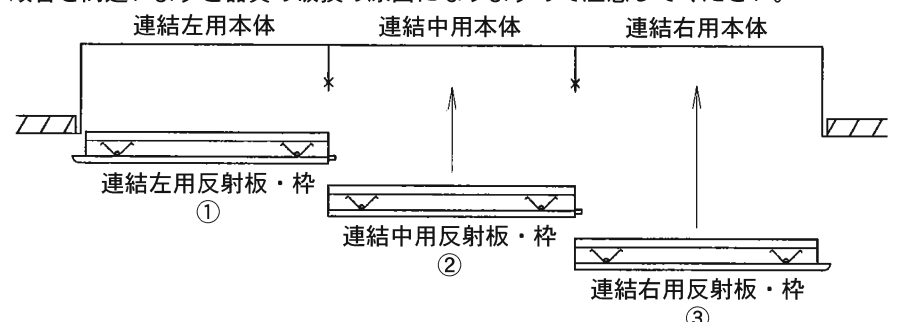 連結左用本体 連結中用本体 連結右用本体
連結左用反射板・枠
①
連結中用反射板・枠
②
連結右用反射板・枠
③